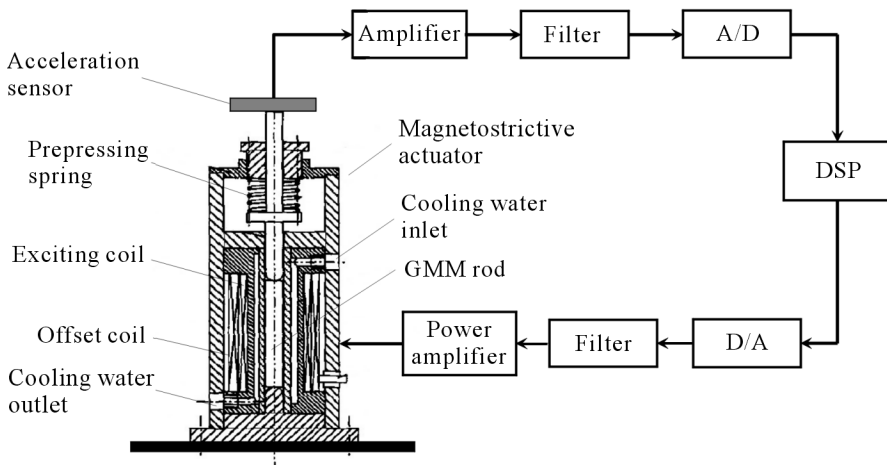 Amplifier
Filter
A/D
Acceleration
sensor
Magnetostrictive
actuator
Prepressing
spring
DSP
Cooling water
inlet
Exciting coil
GMM rod
Offset coil
Power
amplifier
Filter
D/A
Cooling water
outlet